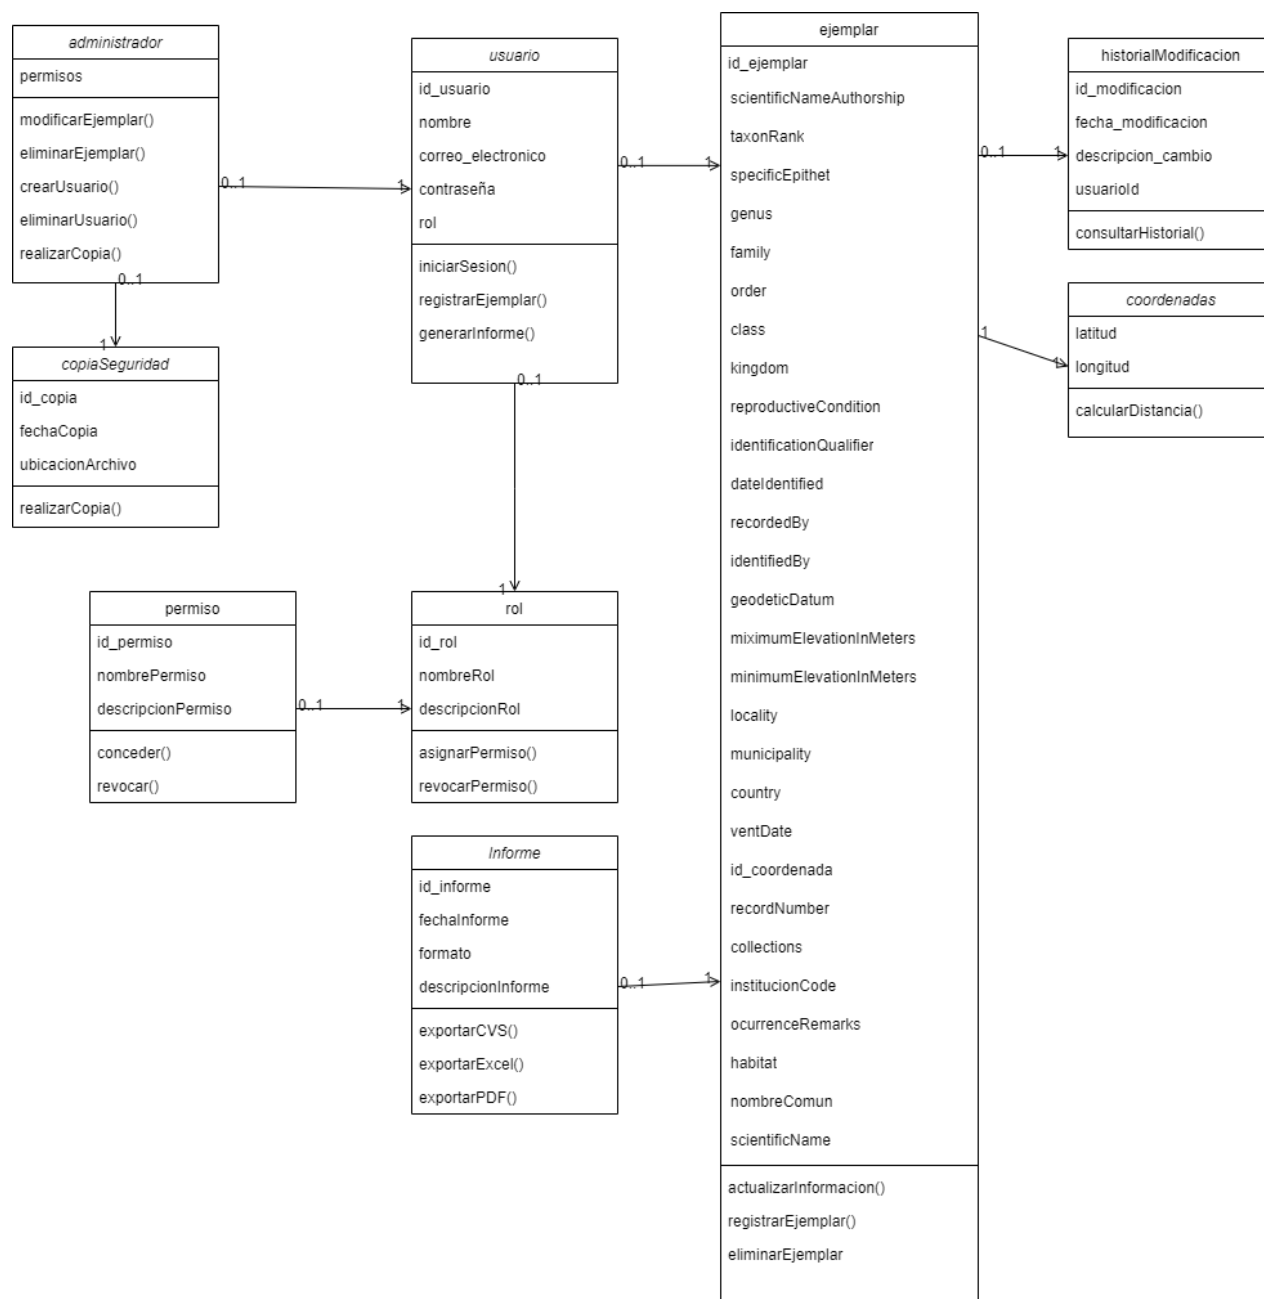 administrador
permisos
modificarEjemplar()
eliminarEjemplar()
crearUsuario()
eliminarUsuario()
realizarCopia()
0..1
1
0..1
1
copiaSeguridad
id_copia
fechaCopia
ubicacionArchivo
realizarCopia()
usuario
id_usuario
nombre
correo_electronico
contraseña
rol
iniciarSesion()
registrarEjemplar()
generarInforme()
0..1
1
0..1
1
permiso
id_permiso
nombrePermiso
descripcionPermiso
conceder()
revocar()
0..1
1
rol
id_rol
nombreRol
descripcionRol
asignarPermiso()
revocarPermiso()
Informe
id_informe
fechaInforme
formato
descripcionInforme
exportarCVS()
exportarExcel()
exportarPDF()
0..1
1
ejemplar
id_ejemplar
scientificNameAuthorship
taxonRank
specificEpithet
genus
family
order
class
kingdom
reproductiveCondition
identificationQualifier
dateIdentified
recordedBy
identifiedBy
geodeticDatum
miximumElevationInMeters
minimumElevationInMeters
locality
municipality
country
ventDate
id_coordenada
recordNumber
collections
institucionCode
ocurrenceRemarks
habitat
nombreComun
scientificName
actualizarInformacion()
registrarEjemplar()
eliminarEjemplar
0..1
1
1
1
historialModificacion
id_modificacion
fecha_modificacion
descripcion_cambio
usuarioId
consultarHistorial()
coordenadas
latitud
longitud
calcularDistancia()